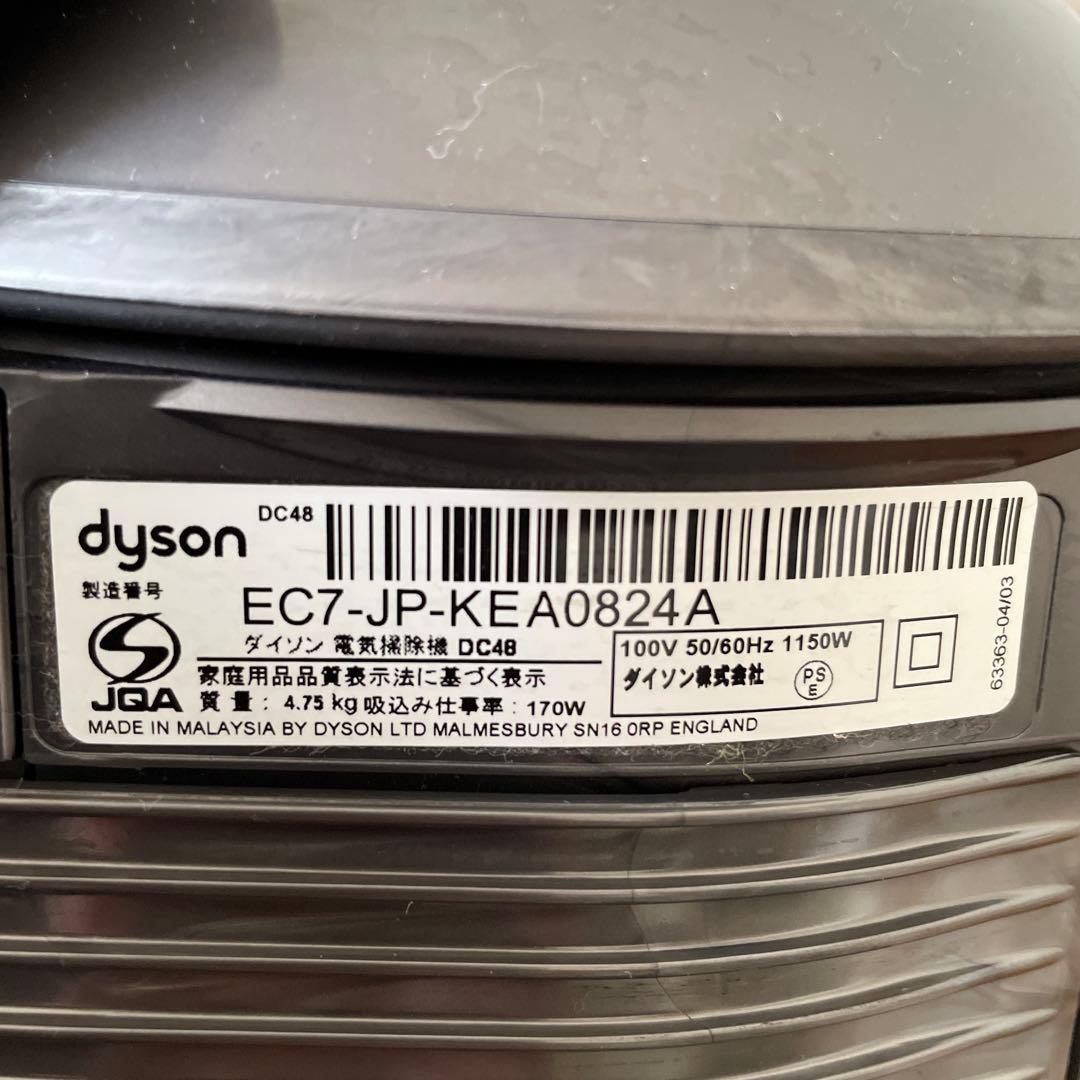 dyson
DC48
製造番号
EC7-JP-KEA0824A
ダイソン 電気掃除機 DC48
家庭用品品質表示法に基づく表示
質 量 : 4.75 kg 吸込み仕事率 : 170W
JQA
100V 50/60Hz 1150W
ダイソン株式会社
PS
E
MADE IN MALAYSIA BY DYSON LTD MALMESBURY SN16 0RP ENGLAND
63363-04/03